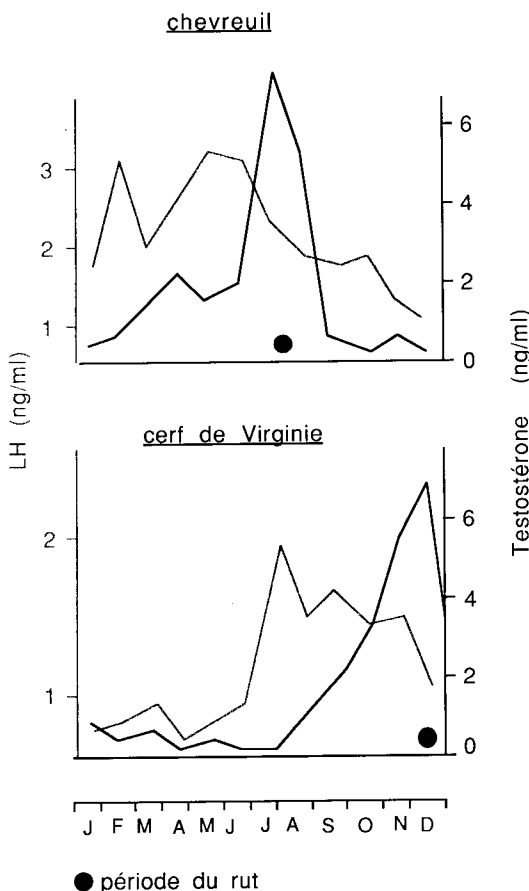 chevreuil
3
2
1
6
4
2
0
LH (ng/ml)
Testostérone (ng/ml)
cerf de Virginie
2
1
6
4
2
0
J F M A M J J A S O N D
● période du rut